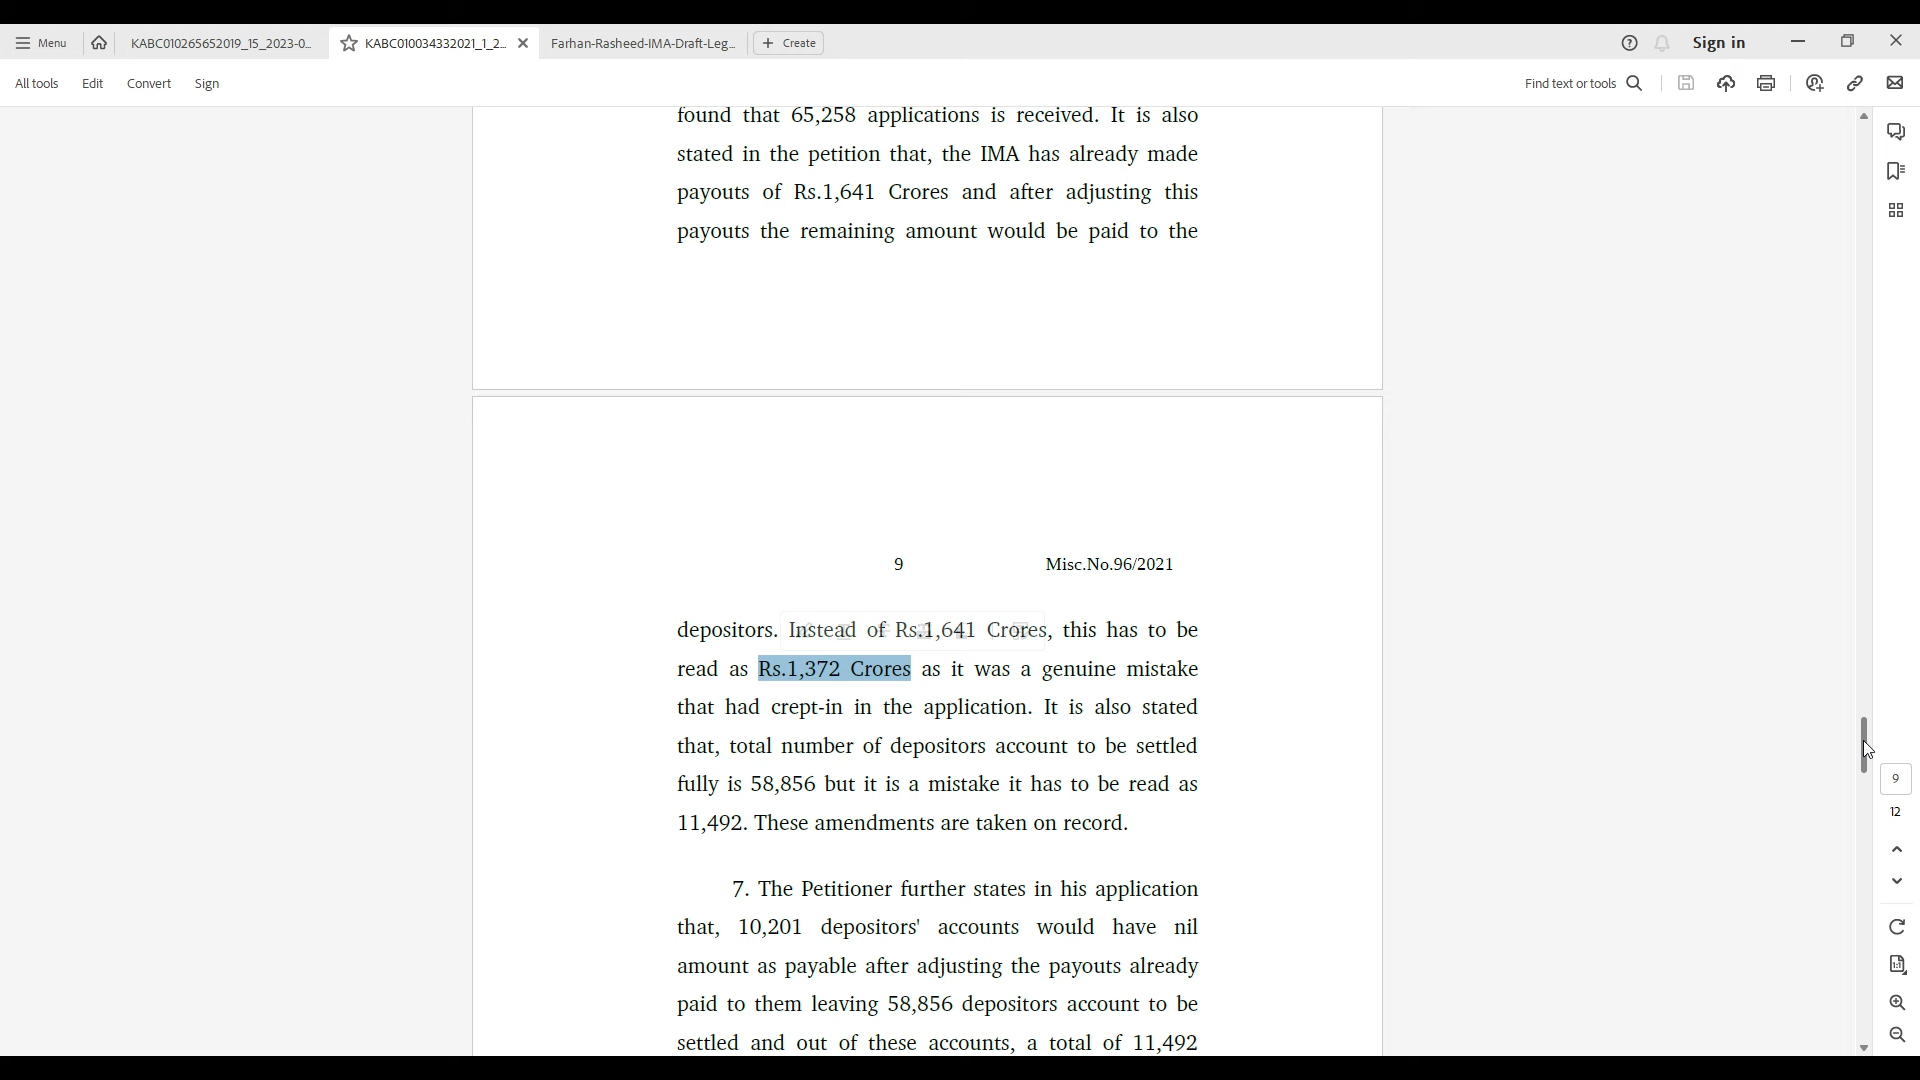 Menu
KABC010265652019_15_2023-0...
KABC010034332021_1_2...
Farhan-Rasheed-IMA-Draft-Leg...
Create
Sign in
All tools
Edit
Convert
Sign
Find text or tools
found that 65,258 applications is received. It is also
stated in the petition that, the IMA has already made
payouts of Rs.1,641 Crores and after adjusting this
payouts the remaining amount would be paid to the
9 Misc.No.96/2021
depositors. Instead of Rs.1,641 Crores, this has to be
read as Rs.1,372 Crores as it was a genuine mistake
that had crept-in in the application. It is also stated
that, total number of depositors account to be settled
fully is 58,856 but it is a mistake it has to be read as
11,492. These amendments are taken on record.
7. The Petitioner further states in his application
that, 10,201 depositors' accounts would have nil
amount as payable after adjusting the payouts already
paid to them leaving 58,856 depositors account to be
settled and out of these accounts, a total of 11,492
9
12